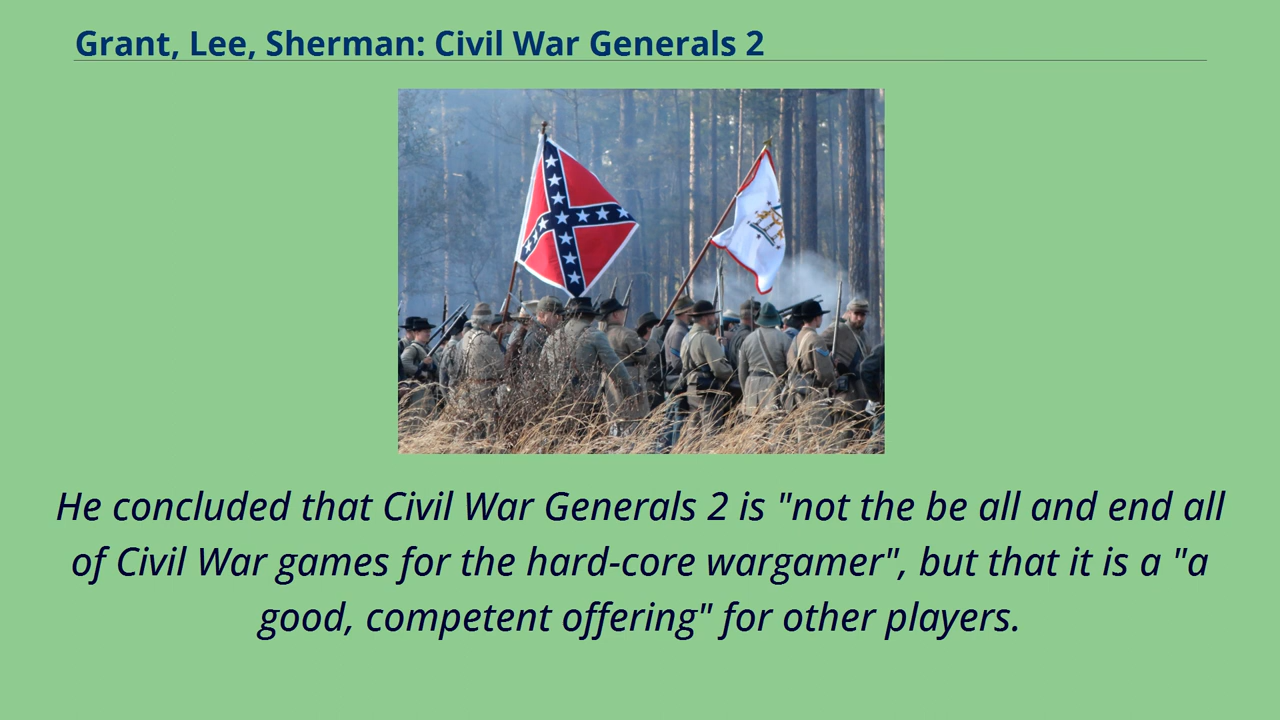 Grant, Lee, Sherman: Civil War Generals 2
He concluded that Civil War Generals 2 is "not the be all and end all
of Civil War games for the hard-core wargamer", but that it is a "a
good, competent offering" for other players.